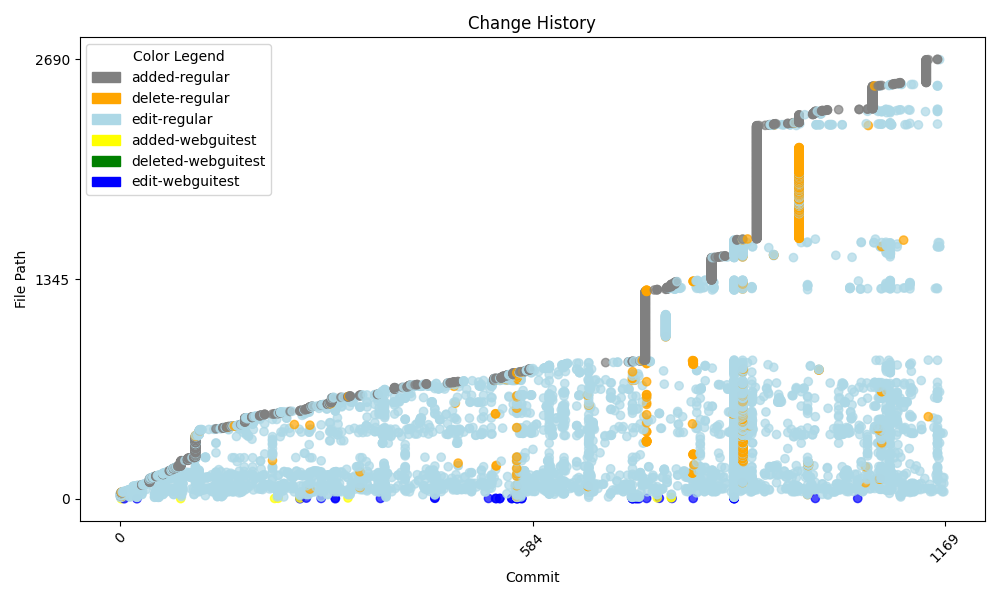 Change History
Color Legend
added-regular
delete-regular
edit-regular
added-webguitest
deleted-webguitest
edit-webguitest
2690
1345
0
File Path
0
584
1169
Commit